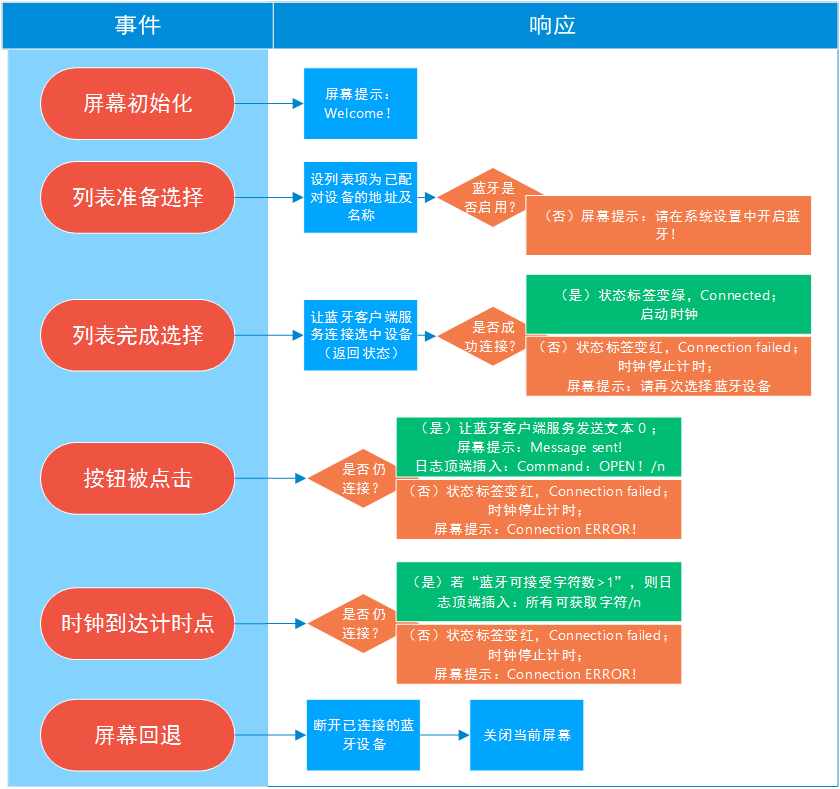 事件
响应
屏幕初始化
屏幕提示：
Welcome！
列表准备选择
设列表项为已配
对设备的地址及
名称
蓝牙是
否启用？
（否）屏幕提示：请在系统设置中开启蓝
牙！
列表完成选择
让蓝牙客户端服
务连接选中设备
（返回状态）
是否成
功连接？
（是）状态标签变绿，Connected；
启动时钟
（否）状态标签变红，Connection failed；
时钟停止计时；
屏幕提示：请再次选择蓝牙设备
按钮被点击
是否仍
连接？
（是）让蓝牙客户端服务发送文本 0 ；
屏幕提示：Message sent!
日志顶端插入：Command：OPEN！/n
（否）状态标签变红，Connection failed；
时钟停止计时；
屏幕提示：Connection ERROR！
时钟到达计时点
是否仍
连接？
（是）若“蓝牙可接受字符数>1”，则日
志顶端插入：所有可获取字符/n
（否）状态标签变红，Connection failed；
时钟停止计时；
屏幕提示：Connection ERROR！
屏幕回退
断开已连接的蓝
牙设备
关闭当前屏幕